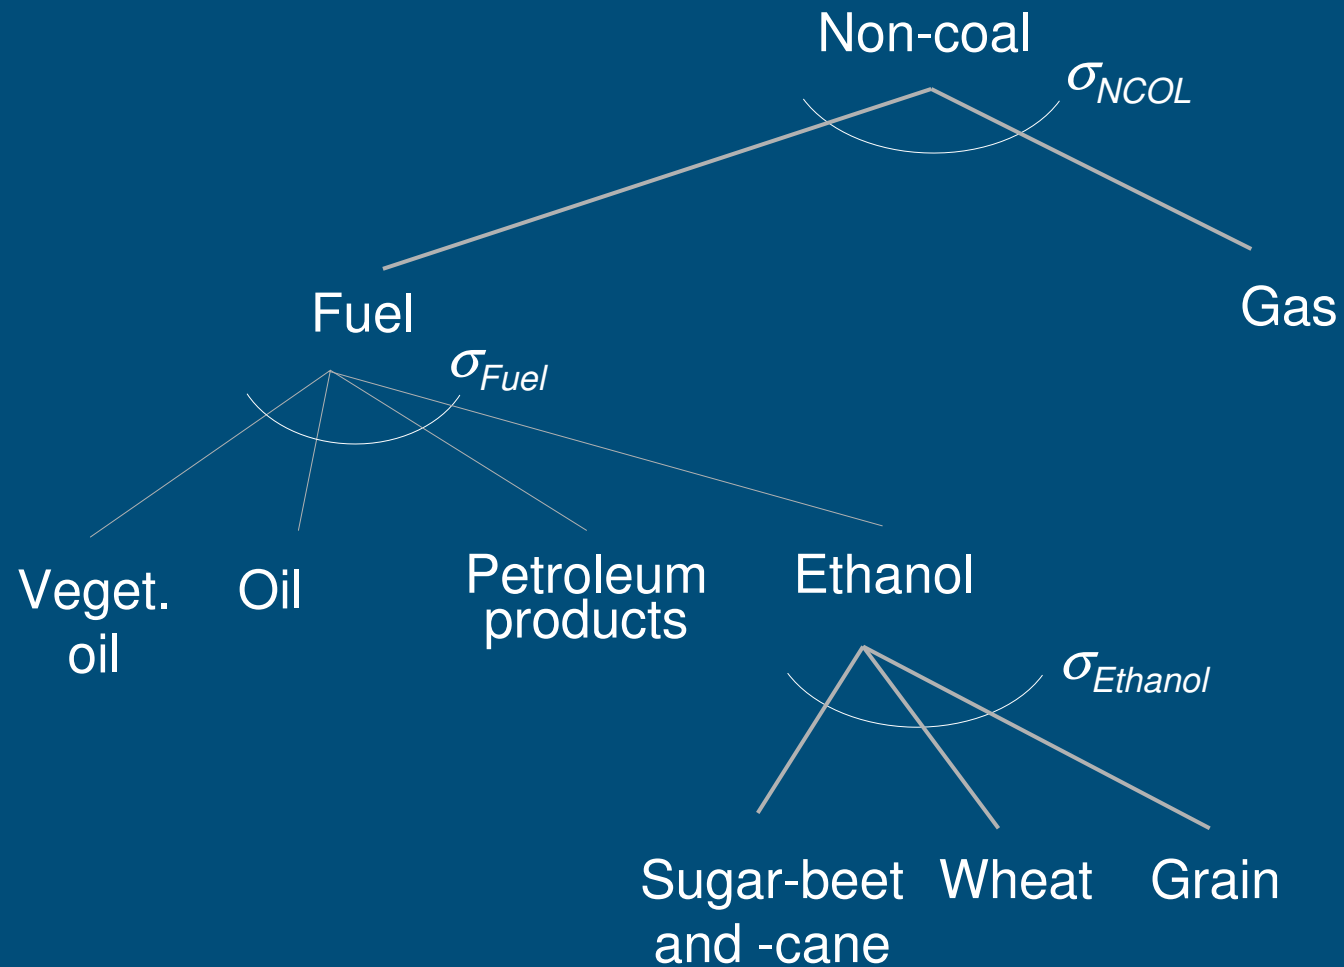 Non-coal
σNCOL
Fuel
Gas
σFuel
Veget.
oil
Oil
Petroleum
products
Ethanol
σEthanol
Sugar-beet
and -cane
Wheat
Grain